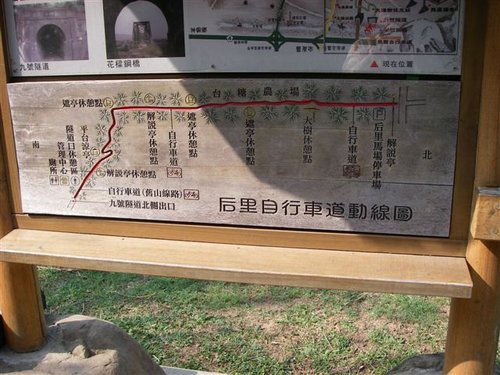 九號隧道
花樑鋼橋
現在位置
台糖農場
遮亭休憩點
解說亭休憩點
自行車道
遮亭休憩點
遮亭休憩點
大樹休憩點
自行車道
后里馬場停車場
解說亭
北
南
平台涼亭
隧道口休憩區
管理中心
廁所
解說亭休憩點
自行車道(舊山線路)
九號隧道北側出口
后里自行車道動線圖